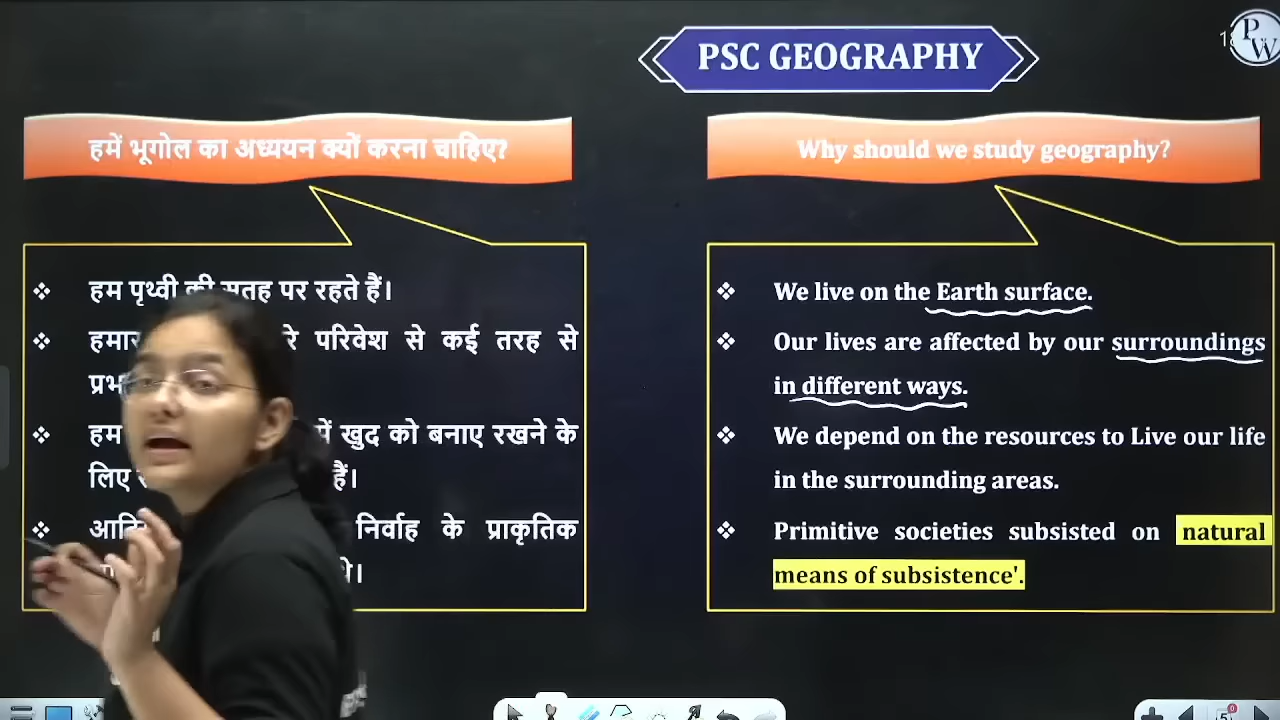 PSC GEOGRAPHY
PW
हमें भूगोल का अध्ययन क्यों करना चाहिए?
❖ हम पृथ्वी की सतह पर रहते हैं।
❖ परिवेश से कई तरह से
❖ हम खुद को बनाए रखने के
लिए हैं।
❖ निर्वाह के प्राकृतिक
Why should we study geography?
❖ We live on the Earth surface.
❖ Our lives are affected by our surroundings
in different ways.
❖ We depend on the resources to Live our life
in the surrounding areas.
❖ Primitive societies subsisted on natural
means of subsistence'.